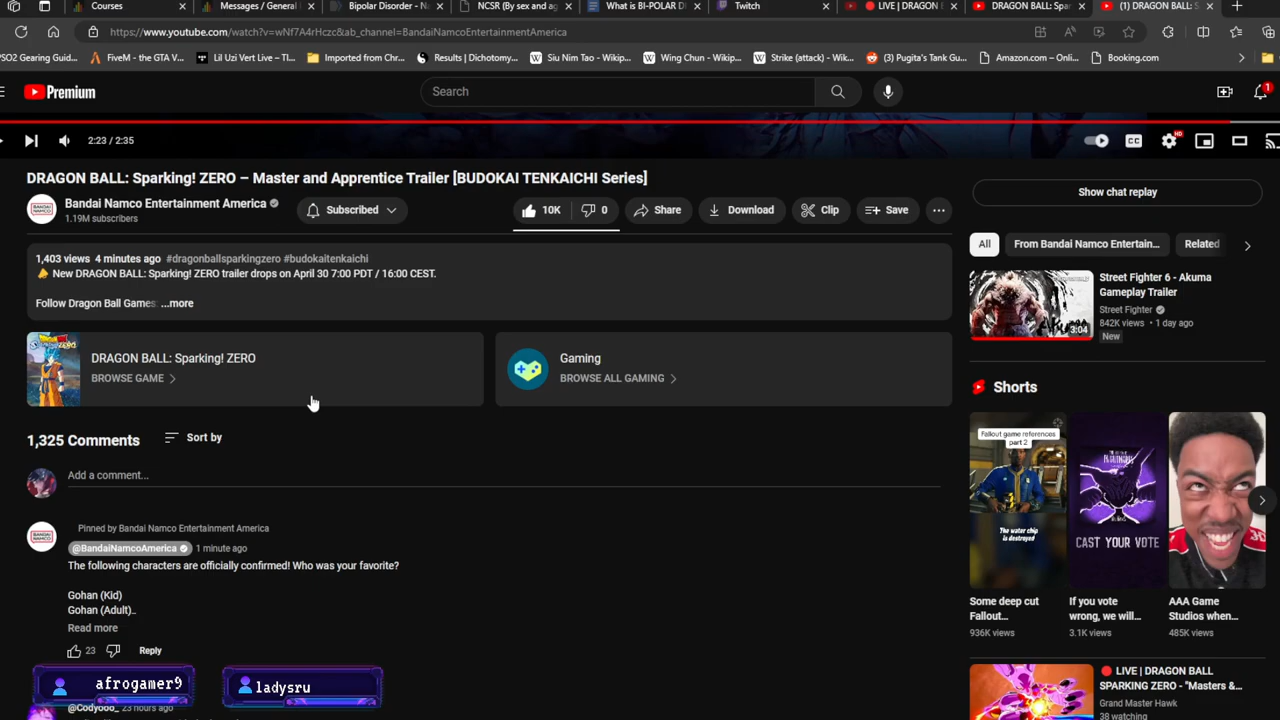 Courses
Messages / General
Bipolar Disorder - N
NCSR (By sex and ag
What is BI-POLAR D
Twitch
LIVE | DRAGON B
DRAGON BALL: Spar
(1) DRAGON BALL: S
https://www.youtube.com/watch?v=wNf7A4rHczc&ab_channel=BandaiNamcoEntertainmentAmerica
PSO2 Gearing Guid...
FiveM - the GTA V...
Lil Uzi Vert – Tl...
Imported from Chr...
Results | Dichotomy...
Siu Nim Tao - Wikip...
Wing Chun - Wikip...
Strike (attack) - Wi...
(3) Pugita's Tank Gu...
Amazon.com – Onli...
Booking.com
Premium
Search
1
2:23 / 2:35
CC
HD
DRAGON BALL: Sparking! ZERO – Master and Apprentice Trailer [BUDOKAI TENKAICHI Series]
Show chat replay
Bandai Namco Entertainment America
1.19M subscribers
Subscribed
10K
0
Share
Download
Clip
Save
All
From Bandai Namco Entertain...
Related
1,403 views 4 minutes ago #dragonballsparkingzero #budokaitenkaichi
New DRAGON BALL: Sparking! ZERO trailer drops on April 30 7:00 PDT / 16:00 CEST.
Follow Dragon Ball Games ...more
Street Fighter 6 - Akuma
Gameplay Trailer
Street Fighter
842K views • 1 day ago
New
3:04
DRAGON BALL: Sparking! ZERO
BROWSE GAME
Gaming
BROWSE ALL GAMING
Shorts
1,325 Comments
Sort by
Add a comment...
Fallout game references
part 2
The water chip
is destroyed
CAST YOUR VOTE
Pinned by Bandai Namco Entertainment America
@BandaiNamcoAmerica 1 minute ago
The following characters are officially confirmed! Who was your favorite?
Gohan (Kid)
Gohan (Adult)..
Read more
23
Reply
Some deep cut
Fallout...
936K views
If you vote
wrong, we will...
3.1K views
AAA Game
Studios when...
485K views
afrogamer9
ladysru
@Codyooo_ 23 hours ago
LIVE | DRAGON BALL
SPARKING ZERO - "Masters &...
Grand Master Hawk
38 watching